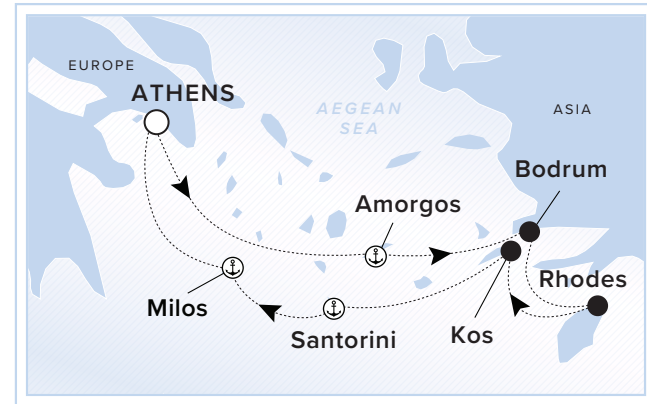 EUROPE
ATHENS
AEGEAN
SEA
ASIA
Bodrum
Amorgos
Rhodes
Milos
Kos
Santorini